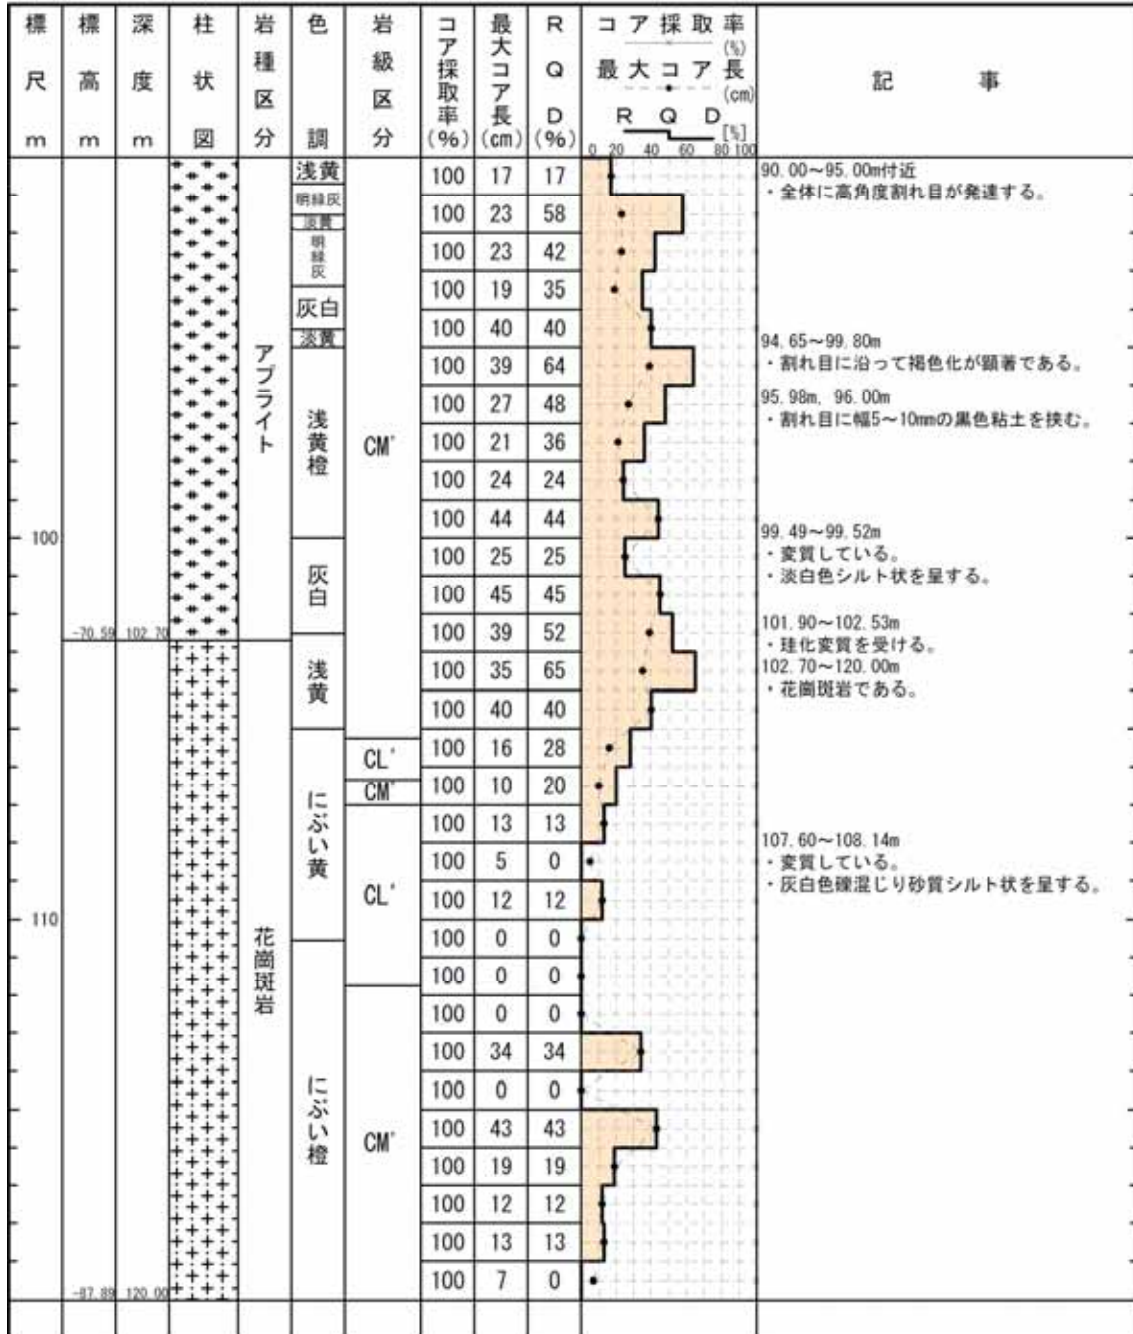 標尺m
標高m
深度m
柱状図
岩種区分
色調
岩級区分
コア採取率(%)
最大コア長(cm)
RQD(%)
コア採取率(%)
最大コア長(cm)
RQD[%]
0 20 40 60 80 100
浅黄
明緑灰
淡黄
明緑灰
灰白
淡黄
浅黄橙
灰白
浅黄
にぶい黄
にぶい橙
アプライト
花崗斑岩
CM'
CL'
CM'
CL'
CM'
100
110
-70.59 102.70
-87.89 120.00
100 17 17
100 23 58
100 23 42
100 19 35
100 40 40
100 39 64
100 27 48
100 21 36
100 24 24
100 44 44
100 25 25
100 45 45
100 39 52
100 35 65
100 40 40
100 16 28
100 10 20
100 13 13
100 5 0
100 12 12
100 0 0
100 0 0
100 0 0
100 34 34
100 0 0
100 43 43
100 19 19
100 12 12
100 13 13
100 7 0
記事
90.00～95.00m付近
・全体に高角度割れ目が発達する。
94.65～99.80m
・割れ目に沿って褐色化が顕著である。
95.98m, 96.00m
・割れ目に幅5～10mmの黒色粘土を挟む。
99.49～99.52m
・変質している。
・淡白色シルト状を呈する。
101.90～102.53m
・珪化変質を受ける。
102.70～120.00m
・花崗斑岩である。
107.60～108.14m
・変質している。
・灰白色礫混じり砂質シルト状を呈する。